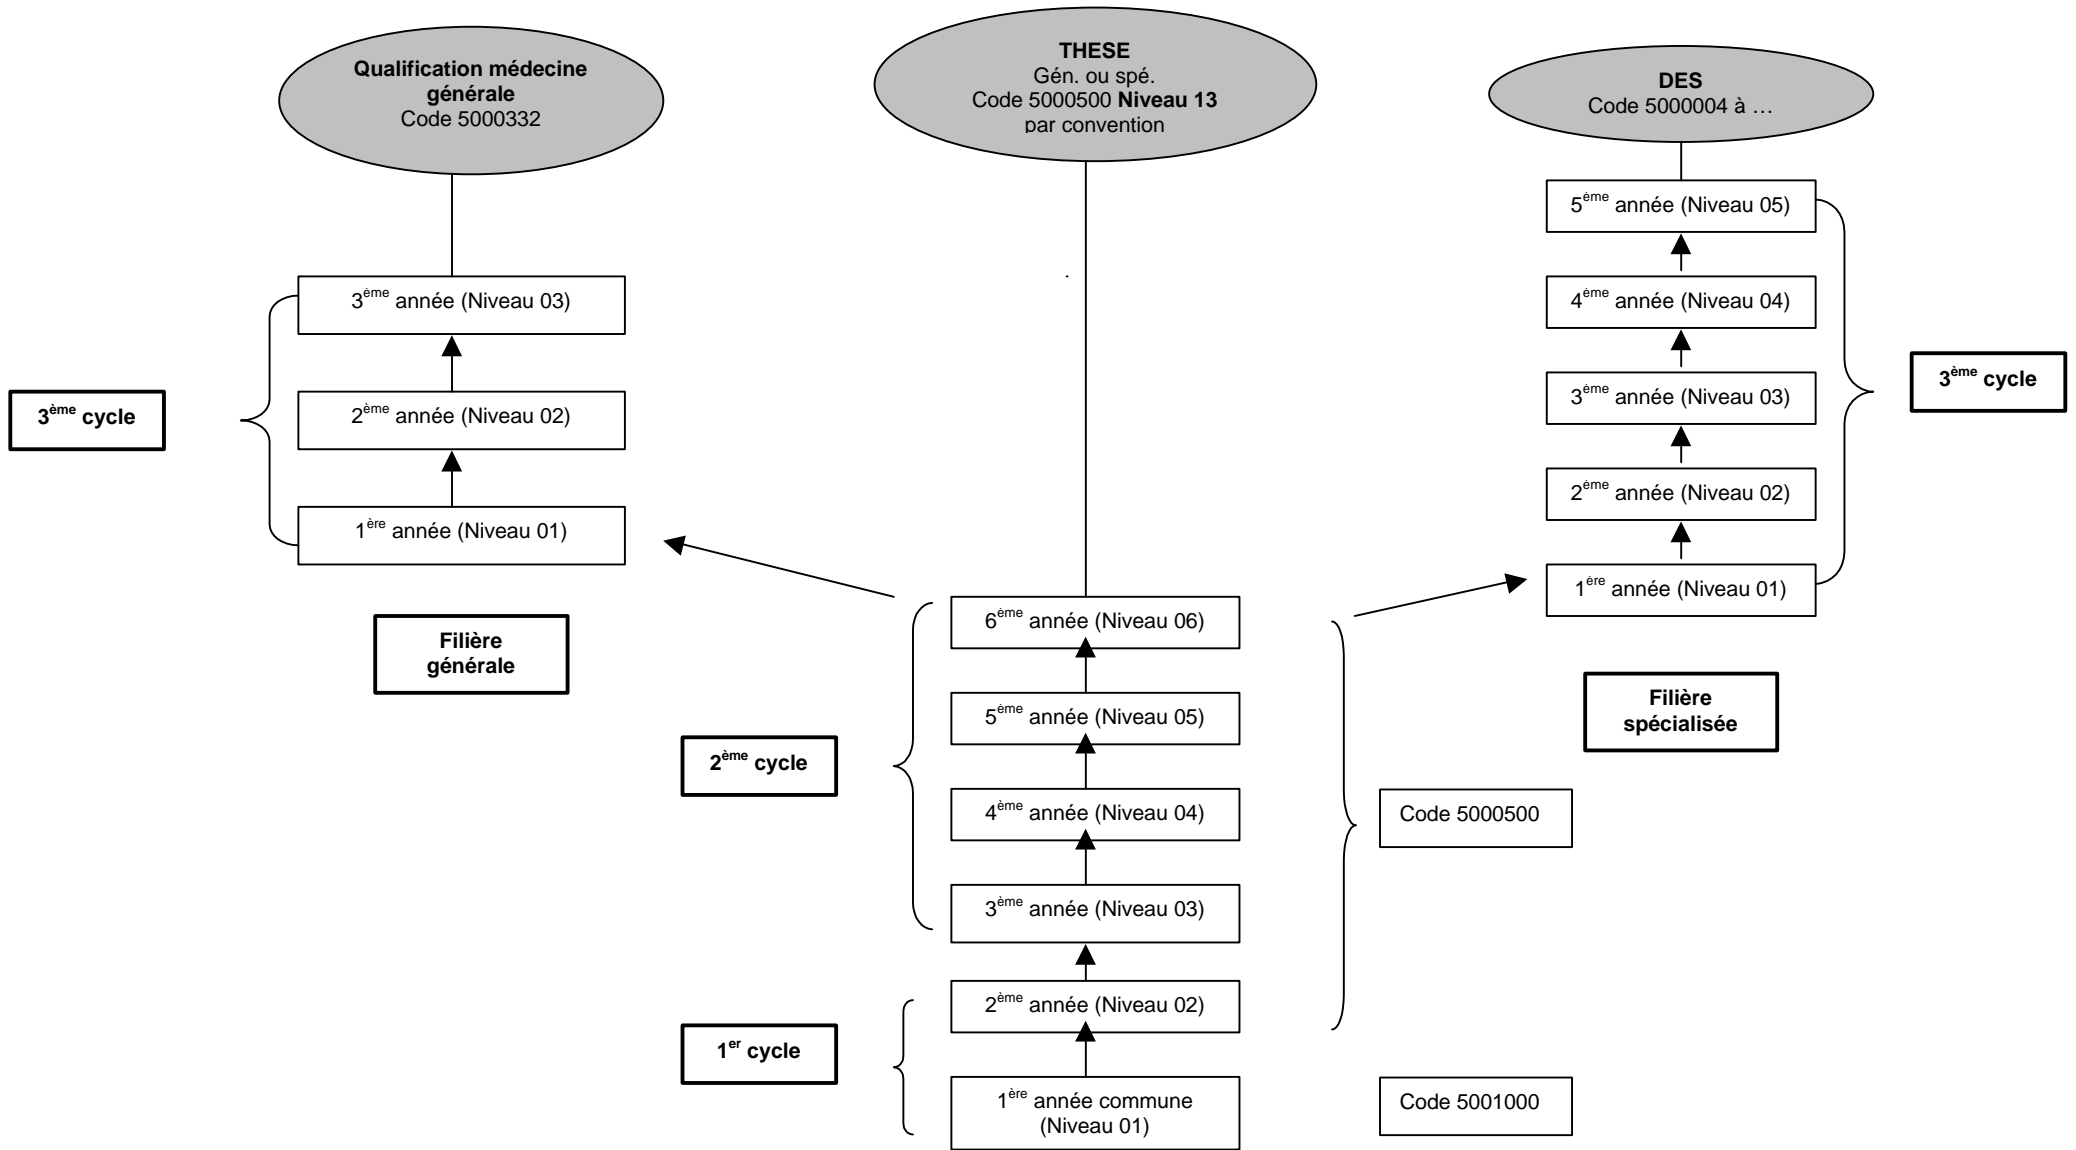 Qualification médecine
générale
Code 5000332
THESE
Gén. ou spé.
Code 5000500 Niveau 13
par convention
DES
Code 5000004 à …
5ème année (Niveau 05)
3ème année (Niveau 03)
4ème année (Niveau 04)
3ème cycle
2ème année (Niveau 02)
3ème année (Niveau 03)
3ème cycle
2ème année (Niveau 02)
1ère année (Niveau 01)
1ère année (Niveau 01)
Filière
générale
6ème année (Niveau 06)
Filière
spécialisée
5ème année (Niveau 05)
2ème cycle
4ème année (Niveau 04)
Code 5000500
3ème année (Niveau 03)
2ème année (Niveau 02)
1er cycle
1ère année commune
(Niveau 01)
Code 5001000